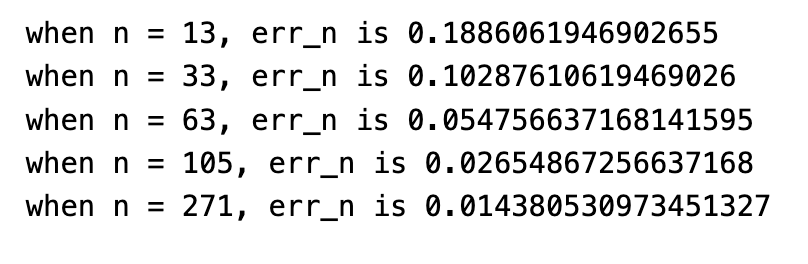 when n = 13, err_n is 0.1886061946902655
when n = 33, err_n is 0.10287610619469026
when n = 63, err_n is 0.054756637168141595
when n = 105, err_n is 0.02654867256637168
when n = 271, err_n is 0.014380530973451327